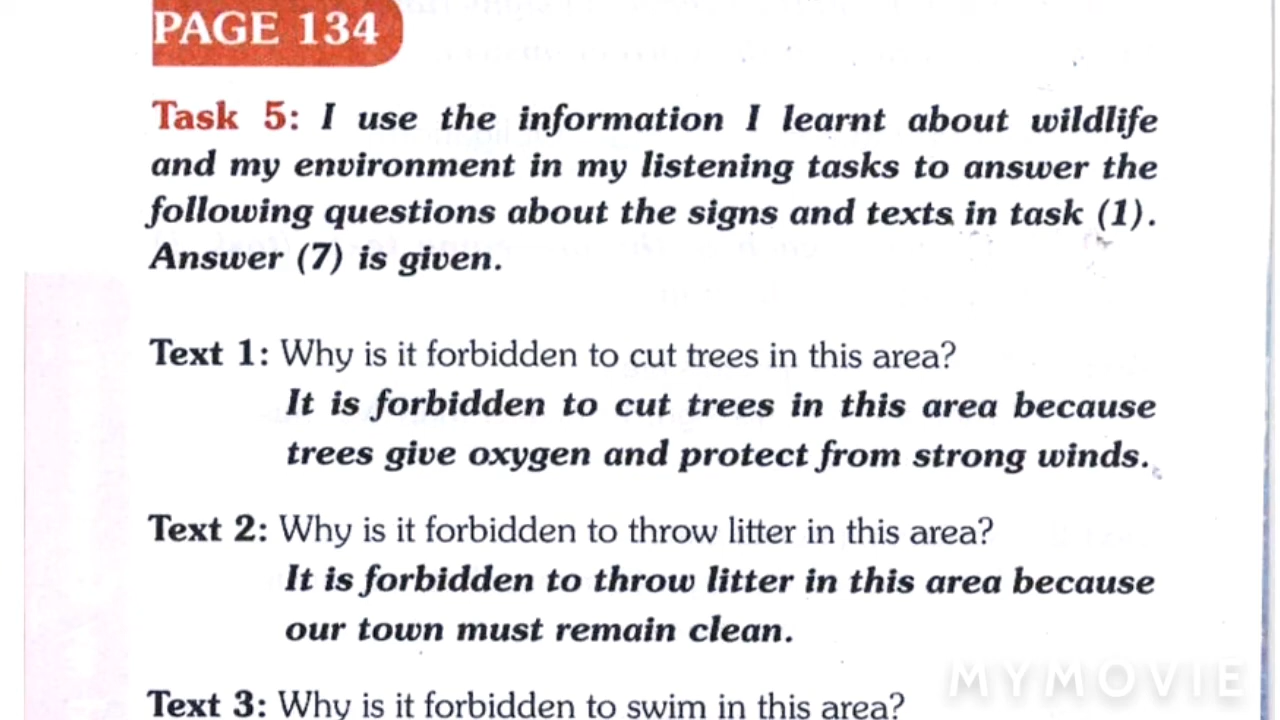 PAGE 134
Task 5: I use the information I learnt about wildlife
and my environment in my listening tasks to answer the
following questions about the signs and texts in task (1).
Answer (7) is given.
Text 1: Why is it forbidden to cut trees in this area?
It is forbidden to cut trees in this area because
trees give oxygen and protect from strong winds.
Text 2: Why is it forbidden to throw litter in this area?
It is forbidden to throw litter in this area because
our town must remain clean.
Text 3: Why is it forbidden to swim in this area?
MYMOVIE